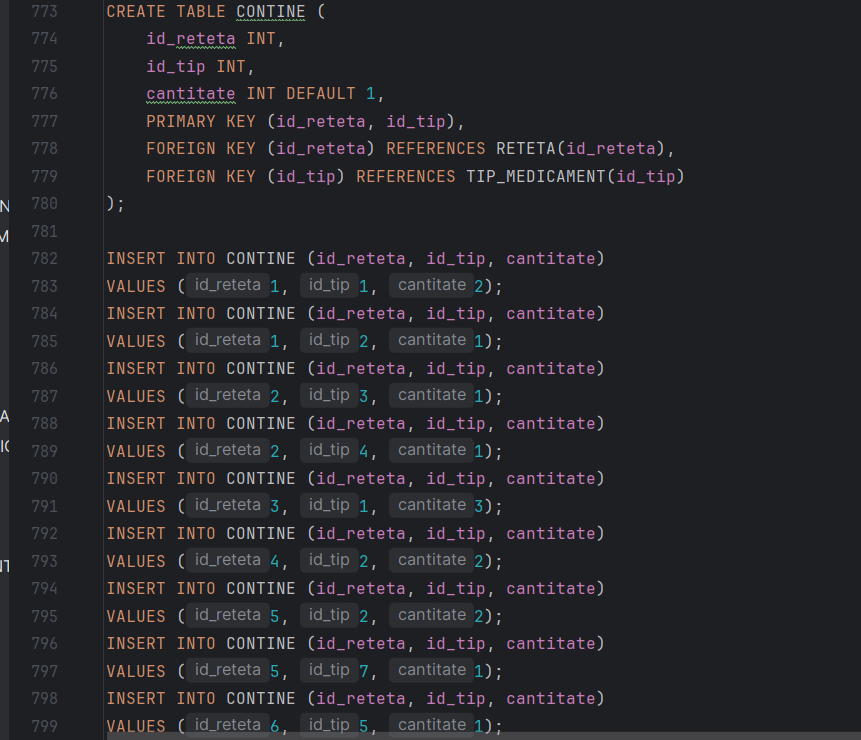 773 CREATE TABLE CONTINE (
774 id_reteta INT,
775 id_tip INT,
776 cantitate INT DEFAULT 1,
777 PRIMARY KEY (id_reteta, id_tip),
778 FOREIGN KEY (id_reteta) REFERENCES RETETA(id_reteta),
779 FOREIGN KEY (id_tip) REFERENCES TIP_MEDICAMENT(id_tip)
780 );
781
782 INSERT INTO CONTINE (id_reteta, id_tip, cantitate)
783 VALUES ( id_reteta 1, id_tip 1, cantitate 2);
784 INSERT INTO CONTINE (id_reteta, id_tip, cantitate)
785 VALUES ( id_reteta 1, id_tip 2, cantitate 1);
786 INSERT INTO CONTINE (id_reteta, id_tip, cantitate)
787 VALUES ( id_reteta 2, id_tip 3, cantitate 1);
788 INSERT INTO CONTINE (id_reteta, id_tip, cantitate)
789 VALUES ( id_reteta 2, id_tip 4, cantitate 1);
790 INSERT INTO CONTINE (id_reteta, id_tip, cantitate)
791 VALUES ( id_reteta 3, id_tip 1, cantitate 3);
792 INSERT INTO CONTINE (id_reteta, id_tip, cantitate)
793 VALUES ( id_reteta 4, id_tip 2, cantitate 2);
794 INSERT INTO CONTINE (id_reteta, id_tip, cantitate)
795 VALUES ( id_reteta 5, id_tip 2, cantitate 2);
796 INSERT INTO CONTINE (id_reteta, id_tip, cantitate)
797 VALUES ( id_reteta 5, id_tip 7, cantitate 1);
798 INSERT INTO CONTINE (id_reteta, id_tip, cantitate)
799 VALUES ( id_reteta 6, id_tip 5, cantitate 1);